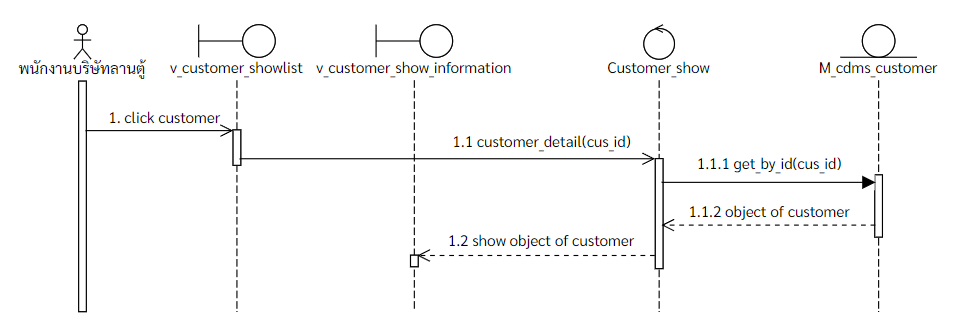 พนักงานบริษัทลานตู้
v_customer_showlist
v_customer_show_information
Customer_show
M_cdms_customer
1. click customer
1.1 customer_detail(cus_id)
1.1.1 get_by_id(cus_id)
1.1.2 object of customer
1.2 show object of customer